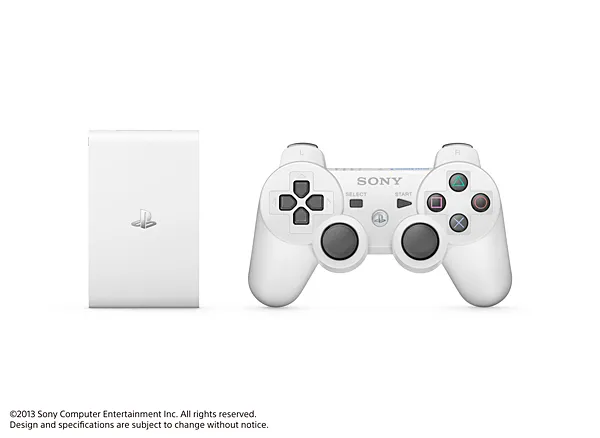 L R
SONY
SELECT START
©2013 Sony Computer Entertainment Inc. All rights reserved.
Design and specifications are subject to change without notice.